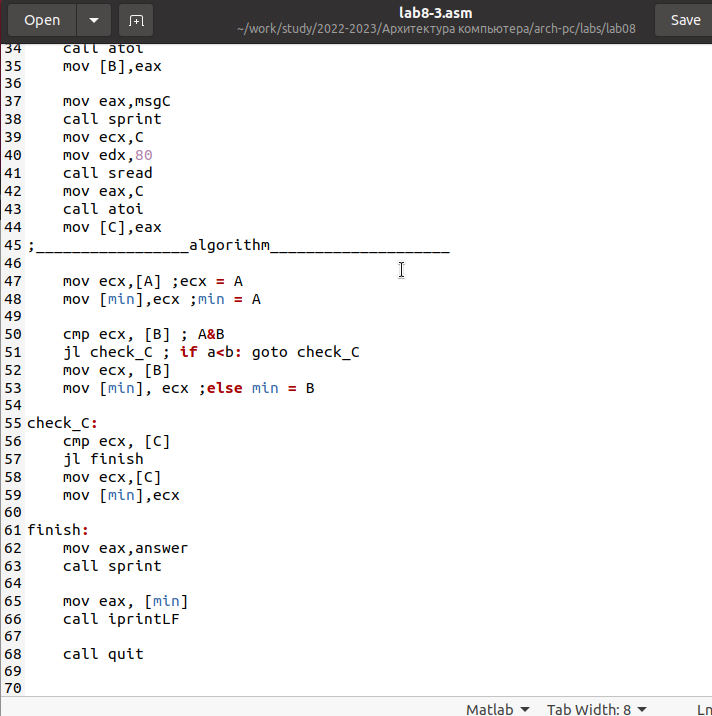 Open
lab8-3.asm
~/work/study/2022-2023/Архитектура компьютера/arch-pc/labs/lab08
Save
34 call atoi
35 mov [B],eax
36
37 mov eax,msgC
38 call sprint
39 mov ecx,C
40 mov edx,80
41 call sread
42 mov eax,C
43 call atoi
44 mov [C],eax
45 ;_________________algorithm____________________
46
47 mov ecx,[A] ;ecx = A
48 mov [min],ecx ;min = A
49
50 cmp ecx, [B] ; A&B
51 jl check_C ; if a<b: goto check_C
52 mov ecx, [B]
53 mov [min], ecx ;else min = B
54
55 check_C:
56 cmp ecx, [C]
57 jl finish
58 mov ecx,[C]
59 mov [min],ecx
60
61 finish:
62 mov eax,answer
63 call sprint
64
65 mov eax, [min]
66 call iprintLF
67
68 call quit
69
70
Matlab Tab Width: 8 Ln